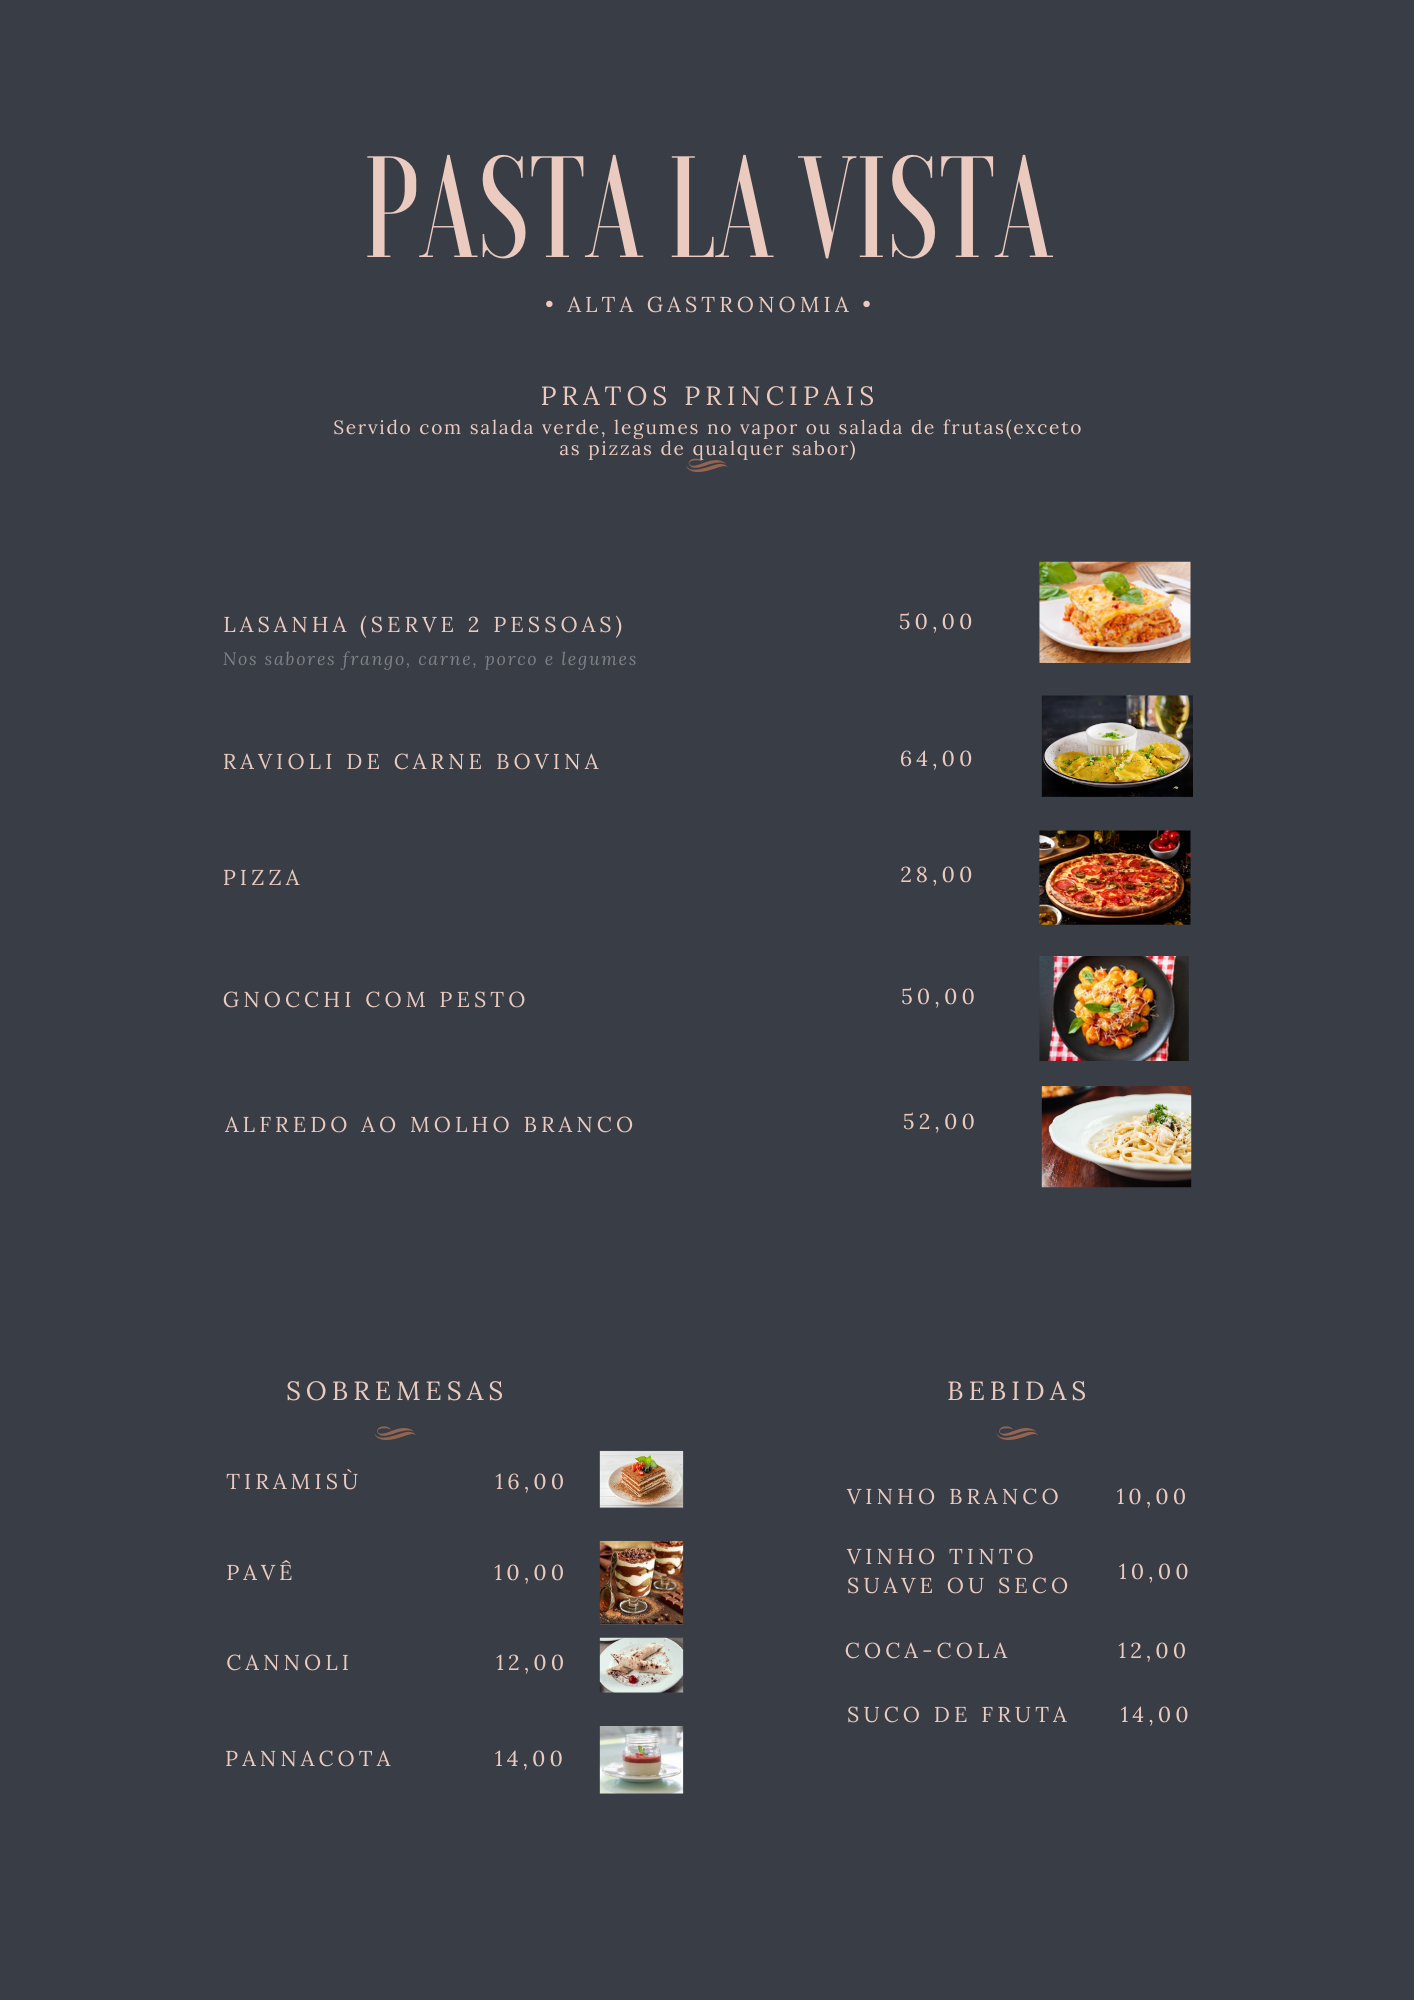 PASTA LA VISTA
• ALTA GASTRONOMIA •
PRATOS PRINCIPAIS
Servido com salada verde, legumes no vapor ou salada de frutas(exceto
as pizzas de qualquer sabor)
LASANHA (SERVE 2 PESSOAS) 50,00
Nos sabores frango, carne, porco e legumes
RAVIOLI DE CARNE BOVINA 64,00
PIZZA 28,00
GNOCCHI COM PESTO 50,00
ALFREDO AO MOLHO BRANCO 52,00
SOBREMESAS
TIRAMISÙ 16,00
PAVÊ 10,00
CANNOLI 12,00
PANNACOTA 14,00
BEBIDAS
VINHO BRANCO 10,00
VINHO TINTO
SUAVE OU SECO 10,00
COCA-COLA 12,00
SUCO DE FRUTA 14,00